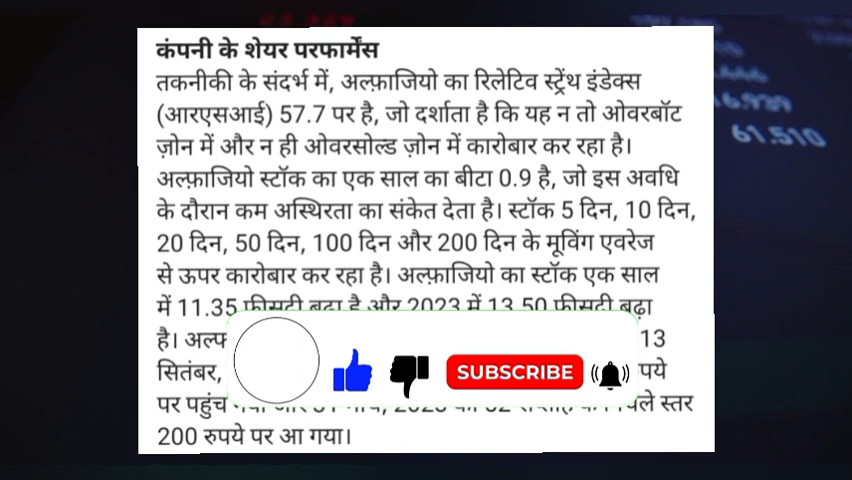 कंपनी के शेयर परफार्मेंस
तकनीकी के संदर्भ में, अल्फ़ाजियो का रिलेटिव स्ट्रेंथ इंडेक्स
(आरएसआई) 57.7 पर है, जो दर्शाता है कि यह न तो ओवरबॉट
ज़ोन में और न ही ओवरसोल्ड ज़ोन में कारोबार कर रहा है।
अल्फ़ाजियो स्टॉक का एक साल का बीटा 0.9 है, जो इस अवधि
के दौरान कम अस्थिरता का संकेत देता है। स्टॉक 5 दिन, 10 दिन,
20 दिन, 50 दिन, 100 दिन और 200 दिन के मूविंग एवरेज
से ऊपर कारोबार कर रहा है। अल्फ़ाजियो का स्टॉक एक साल
में 11.35 फीसदी बढ़ा है और 2023 में 13.50 फीसदी बढ़ा
है। 13
सितंबर,
पर पहुंच स्तर
200 रुपये पर आ गया।
SUBSCRIBE
61.510